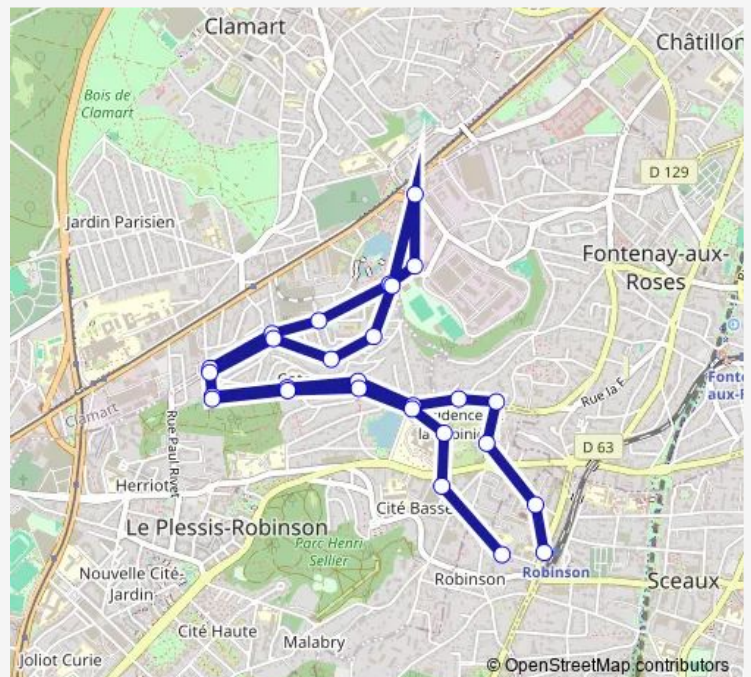 Clamart
Châtillon
Bois de
Clamart
D 129
Jardin Parisien
Fontenay-aux-
Roses
Clamart
Rue Paul Rivet
Rue la F
D 63
Herriot
Cité Basse
Le Plessis-Robinson
Parc Henri
Sellier
Robinson
Robinson
Nouvelle Cité-
Jardin
Sceaux
Cité Haute
Malabry
Joliot Curie
© OpenStreetMap contributors